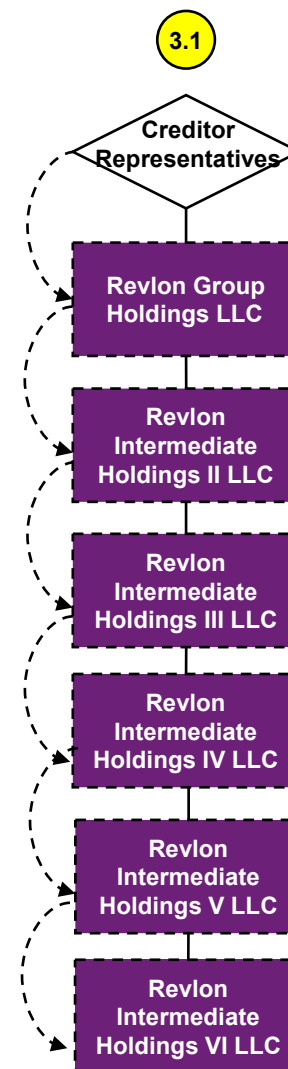 3.1
Creditor
Representatives
Revlon Group
Holdings LLC
Revlon
Intermediate
Holdings II LLC
Revlon
Intermediate
Holdings III LLC
Revlon
Intermediate
Holdings IV LLC
Revlon
Intermediate
Holdings V LLC
Revlon
Intermediate
Holdings VI LLC